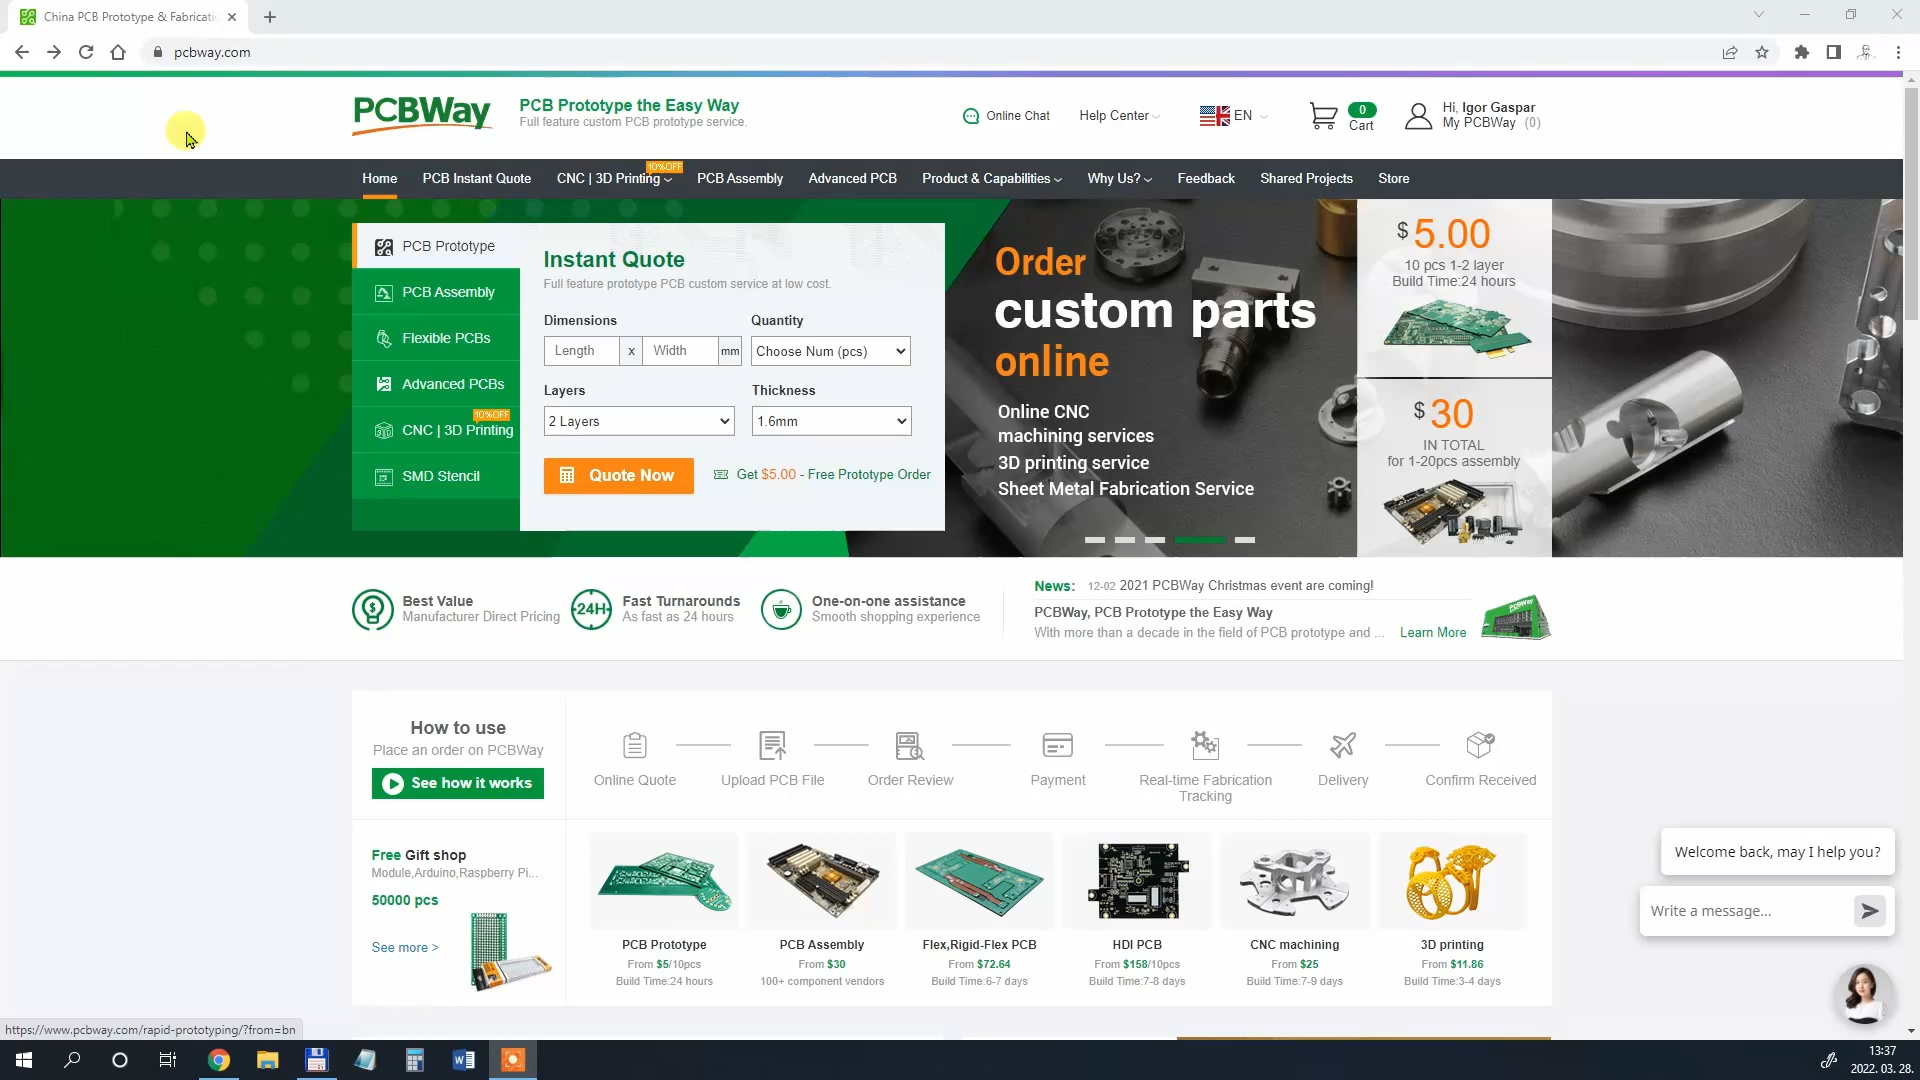 China PCB Prototype & Fabricati
pcbway.com
PCBWay
PCB Prototype the Easy Way
Full feature custom PCB prototype service.
Online Chat
Help Center
EN
0
Cart
Hi, Igor Gaspar
My PCBWay (0)
Home
PCB Instant Quote
CNC | 3D Printing
10%OFF
PCB Assembly
Advanced PCB
Product & Capabilities
Why Us?
Feedback
Shared Projects
Store
PCB Prototype
PCB Assembly
Flexible PCBs
Advanced PCBs
10%OFF
CNC | 3D Printing
SMD Stencil
Instant Quote
Full feature prototype PCB custom service at low cost.
Dimensions
Quantity
Length x Width mm
Choose Num (pcs)
Layers
Thickness
2 Layers
1.6mm
Quote Now
Get $5.00 - Free Prototype Order
Order
custom parts
online
Online CNC
machining services
3D printing service
Sheet Metal Fabrication Service
$ 5.00
10 pcs 1-2 layer
Build Time:24 hours
$ 30
IN TOTAL
for 1-20pcs assembly
Best Value
Manufacturer Direct Pricing
24H
Fast Turnarounds
As fast as 24 hours
One-on-one assistance
Smooth shopping experience
News: 12-02 2021 PCBWay Christmas event are coming!
PCBWay, PCB Prototype the Easy Way
With more than a decade in the field of PCB prototype and ... Learn More
PCBWay
How to use
Place an order on PCBWay
See how it works
Online Quote
Upload PCB File
Order Review
Payment
Real-time Fabrication
Tracking
Delivery
Confirm Received
Free Gift shop
Module,Arduino,Raspberry Pi...
50000 pcs
See more >
PCB Prototype
From $5/10pcs
Build Time:24 hours
PCB Assembly
From $30
100+ component vendors
Flex,Rigid-Flex PCB
From $72.64
Build Time:6-7 days
HDI PCB
From $158/10pcs
Build Time:7-8 days
CNC machining
From $25
Build Time:7-9 days
3D printing
From $11.86
Build Time:3-4 days
Welcome back, may I help you?
Write a message...
https://www.pcbway.com/rapid-prototyping/?from=bn
13:37
2022. 03. 28.